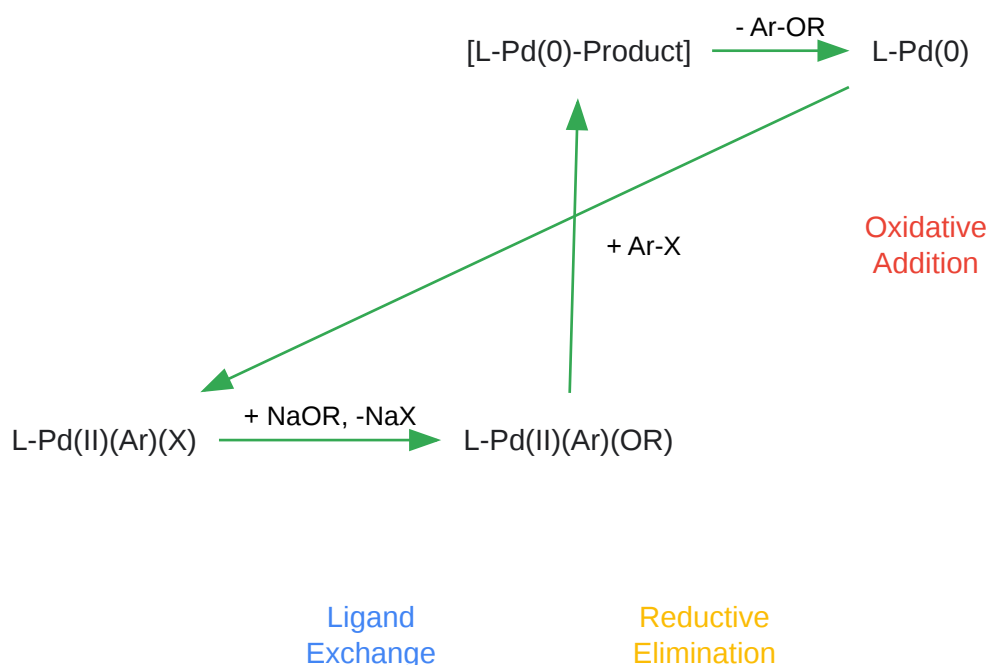 - Ar-OR
[L-Pd(0)-Product]
L-Pd(0)
Oxidative
Addition
+ Ar-X
+ NaOR, -NaX
L-Pd(II)(Ar)(X)
L-Pd(II)(Ar)(OR)
Ligand
Exchange
Reductive
Elimination